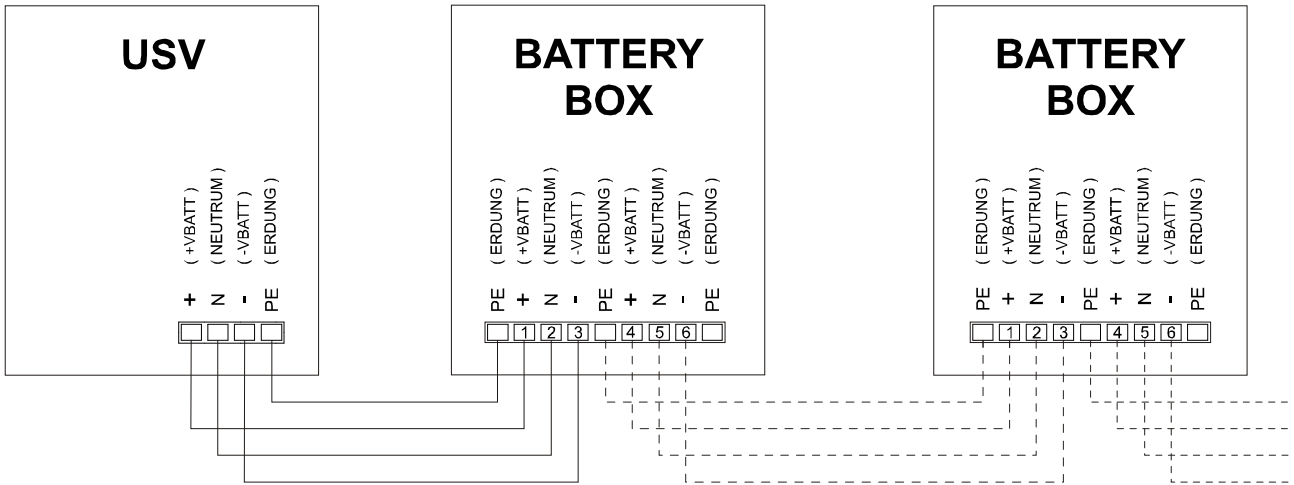 USV
BATTERY
BOX
BATTERY
BOX
( +VBATT )
( NEUTRUM )
( -VBATT )
( ERDUNG )
+ N - PE
( ERDUNG )
( +VBATT )
( NEUTRUM )
( -VBATT )
( ERDUNG )
( +VBATT )
( NEUTRUM )
( -VBATT )
( ERDUNG )
PE + N - PE + N - PE
1 2 3 4 5 6
( ERDUNG )
( +VBATT )
( NEUTRUM )
( -VBATT )
( ERDUNG )
( +VBATT )
( NEUTRUM )
( -VBATT )
( ERDUNG )
PE + N - PE + N - PE
1 2 3 4 5 6